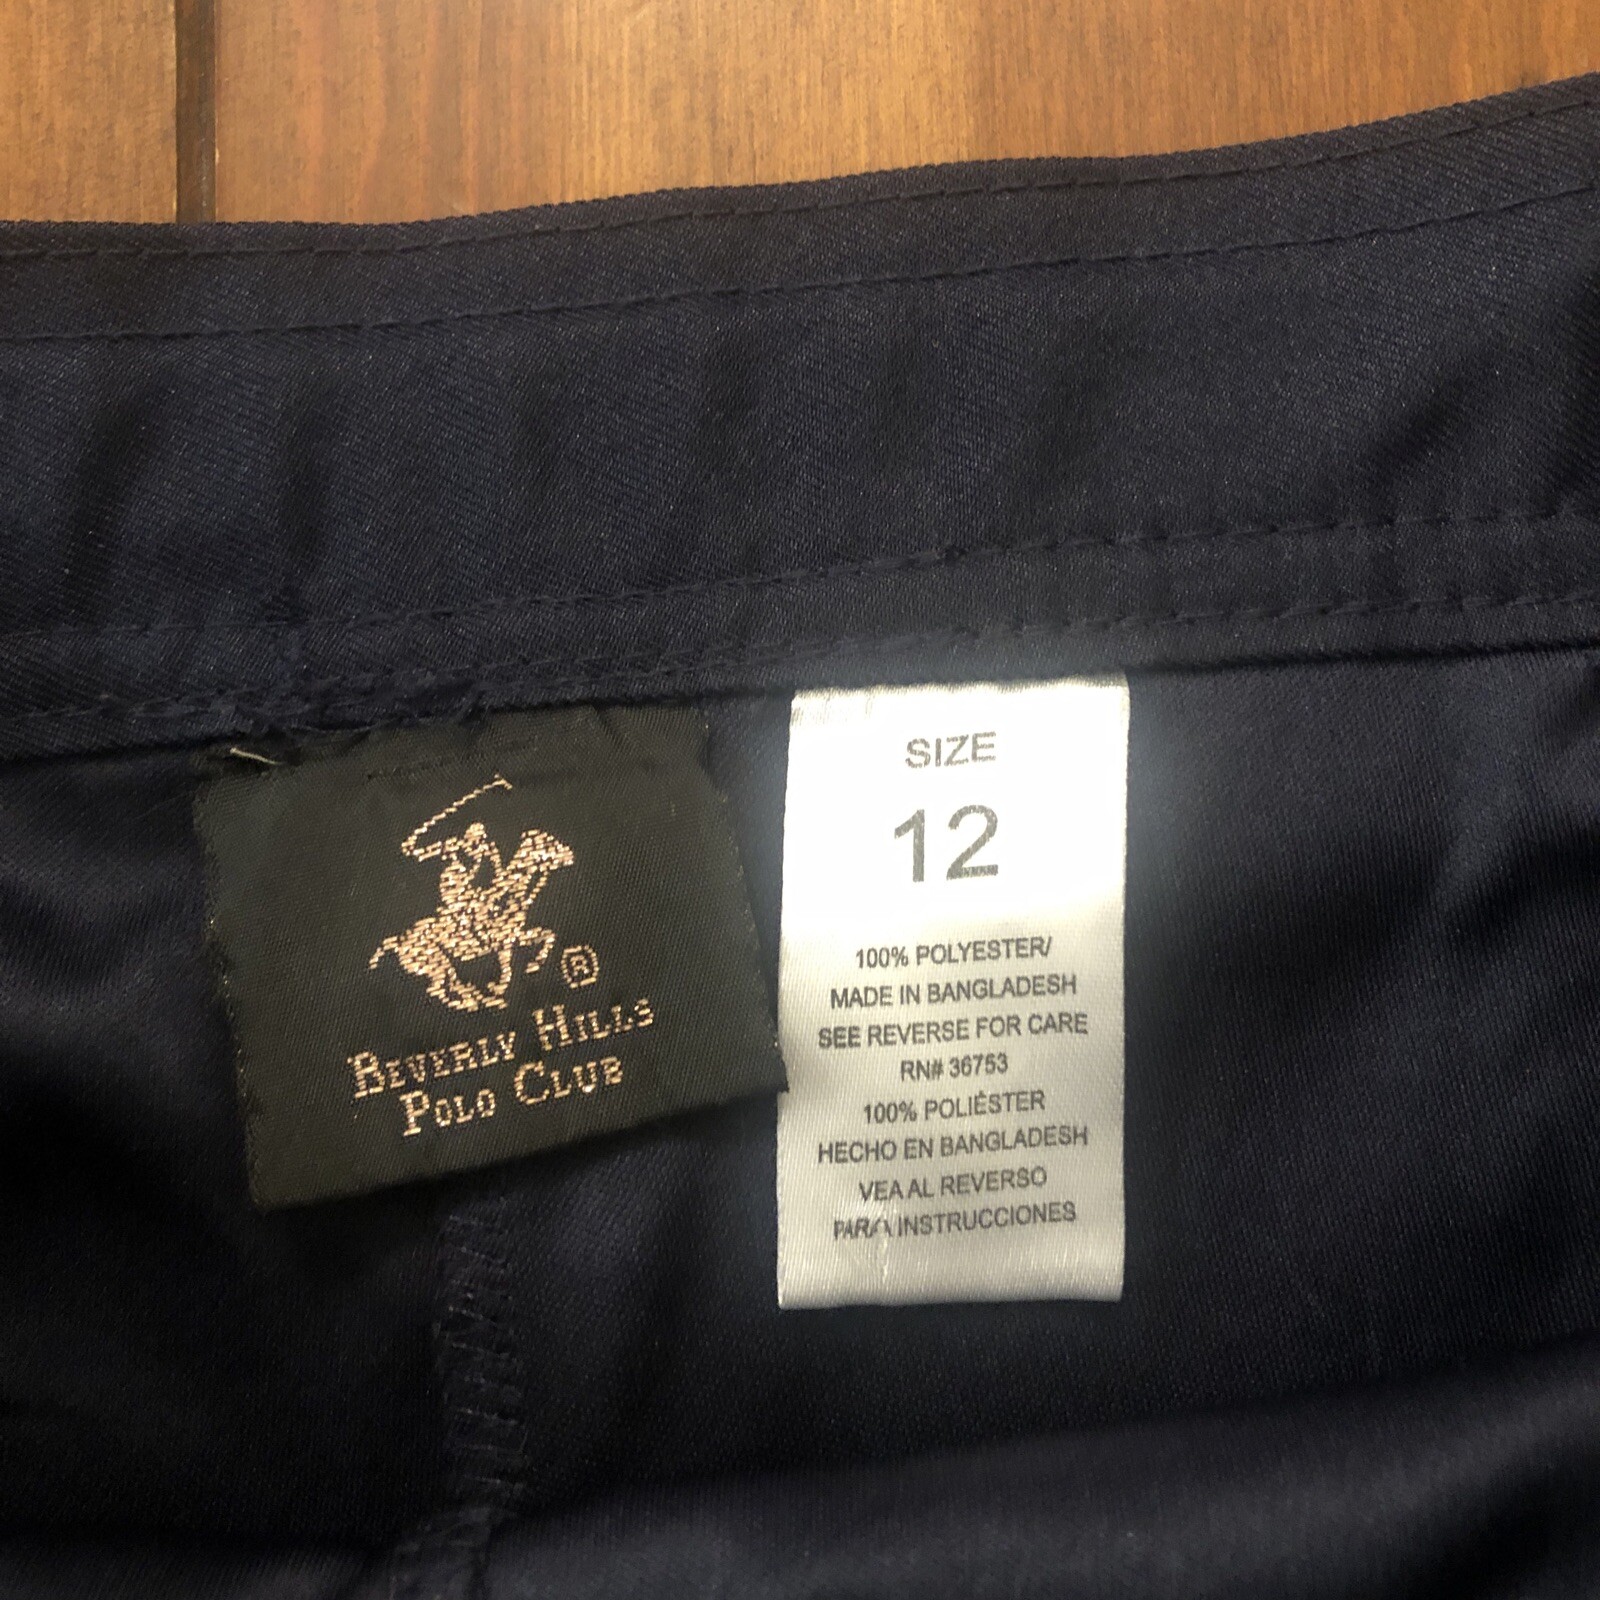 ®
BEVERLY HILLS
POLO CLUB
SIZE
12
100% POLYESTER/
MADE IN BANGLADESH
SEE REVERSE FOR CARE
RN# 36753
100% POLIÉSTER
HECHO EN BANGLADESH
VEA AL REVERSO
PARA INSTRUCCIONES